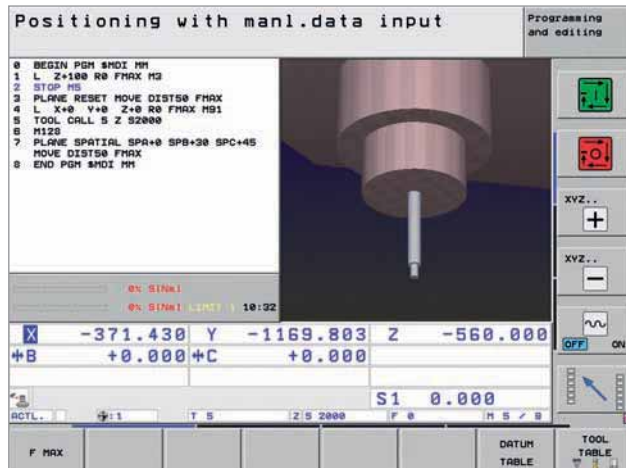 Positioning with manl.data input
Programming
and editing
0 BEGIN PGM $MDI MM
1 L Z+100 R0 FMAX M3
2 STOP M5
3 PLANE RESET MOVE DIST50 FMAX
4 L X+0 Y+0 Z+0 R0 FMAX M91
5 TOOL CALL 5 Z S2000
6 M128
7 PLANE SPATIAL SPA+0 SPB+30 SPC+45
MOVE DIST50 FMAX
8 END PGM $MDI MM
XYZ..
+
XYZ..
−
OFF ON
0% S[Nm]
0% S[Nm] LIMIT 1 10:32
X -371.430 Y -1169.803 Z -560.000
B +0.000 C +0.000
S1 0.000
ACTL. :1 T 5 Z S 2000 F 0 M 5 / 9
F MAX
DATUM
TABLE
TOOL
TABLE